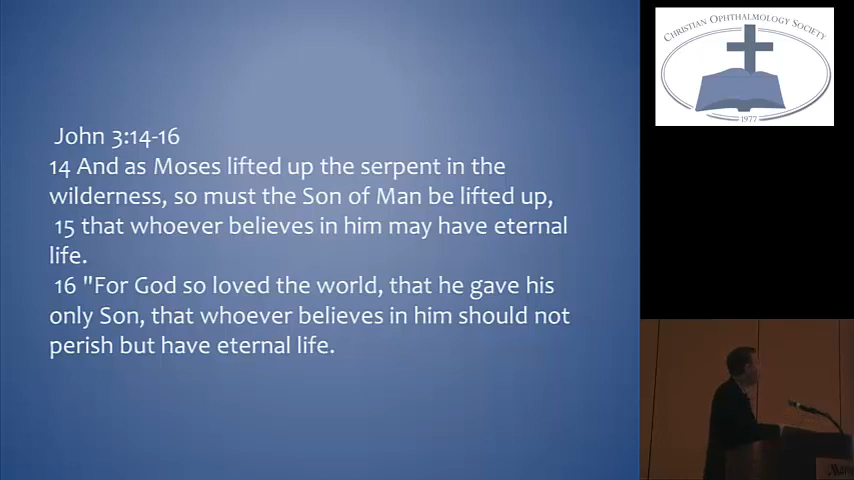 John 3:14-16
14 And as Moses lifted up the serpent in the
wilderness, so must the Son of Man be lifted up,
15 that whoever believes in him may have eternal
life.
16 "For God so loved the world, that he gave his
only Son, that whoever believes in him should not
perish but have eternal life.
CHRISTIAN OPHTHALMOLOGY SOCIETY
1977